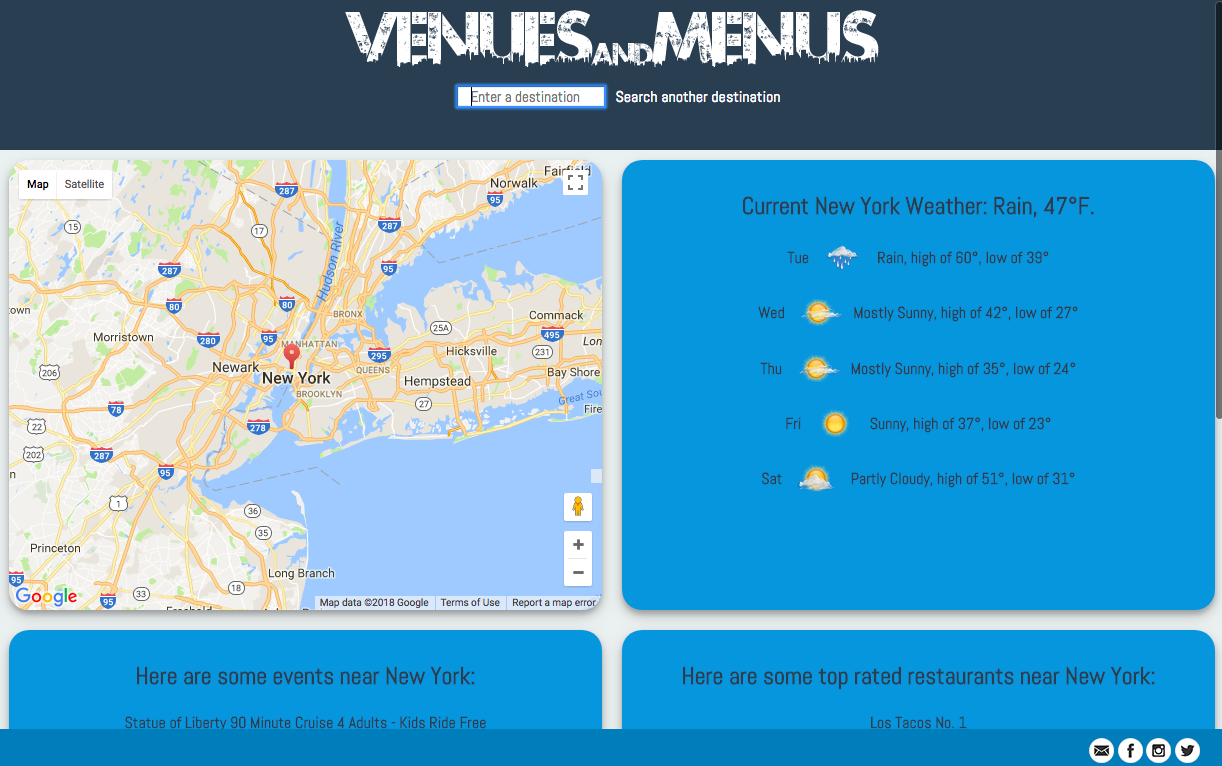 VENUES AND MENUS
Enter a destination
Search another destination
Map
Satellite
Fairfield
Norwalk
287
95
15
17
287
Hudson River
287
95
80
80
own
BRONX
25A
Commack
Morristown
280
95
MANHATTAN
495
295
Hicksville
231
Lon
206
Newark
QUEENS
Bay Shore
New York
Hempstead
BROOKLYN
27
Great Sou
Fire
78
22
278
202
287
n
95
1
36
35
Princeton
Long Branch
95
33
18
95
Google
Map data ©2018 Google
Terms of Use
Report a map error
Current New York Weather: Rain, 47°F.
Tue Rain, high of 60°, low of 39°
Wed Mostly Sunny, high of 42°, low of 27°
Thu Mostly Sunny, high of 35°, low of 24°
Fri Sunny, high of 37°, low of 23°
Sat Partly Cloudy, high of 51°, low of 31°
Here are some events near New York:
Statue of Liberty 90 Minute Cruise 4 Adults - Kids Ride Free
Here are some top rated restaurants near New York:
Los Tacos No. 1